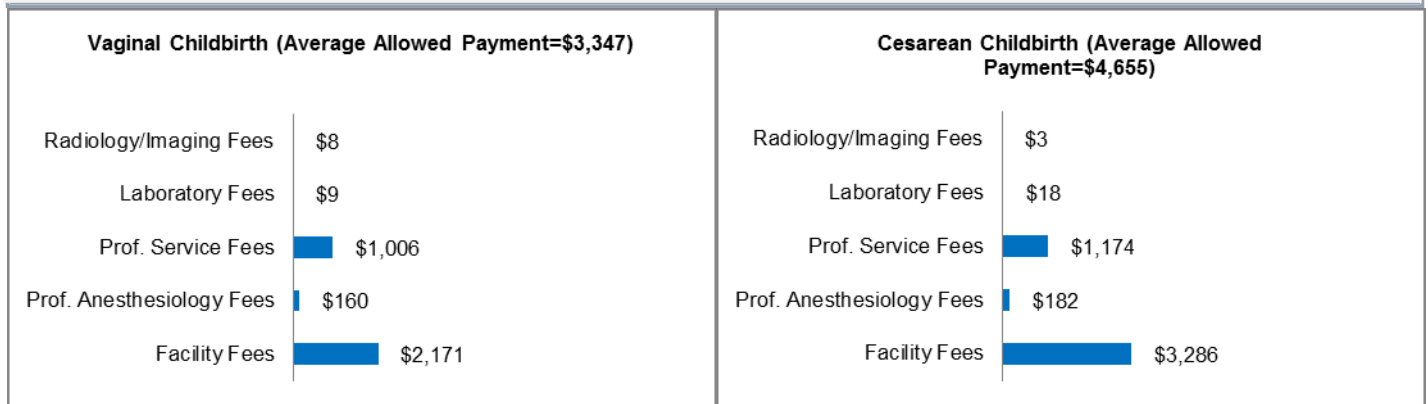 Vaginal Childbirth (Average Allowed Payment=$3,347)
Radiology/Imaging Fees $8
Laboratory Fees $9
Prof. Service Fees $1,006
Prof. Anesthesiology Fees $160
Facility Fees $2,171
Cesarean Childbirth (Average Allowed
Payment=$4,655)
Radiology/Imaging Fees $3
Laboratory Fees $18
Prof. Service Fees $1,174
Prof. Anesthesiology Fees $182
Facility Fees $3,286